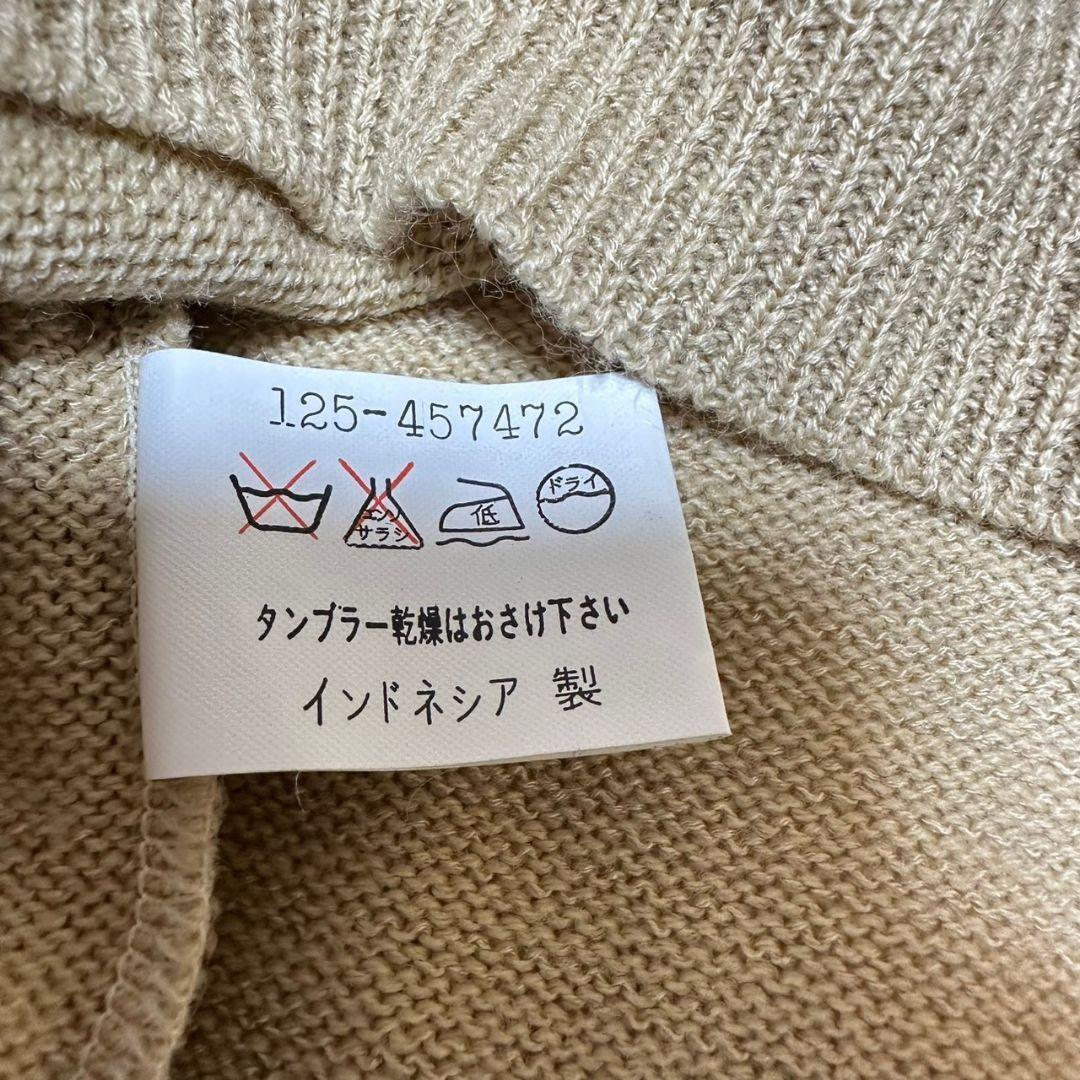 125-457472
エンソ サラシ 低 ドライ
タンブラー乾燥はおさけ下さい
インドネシア 製